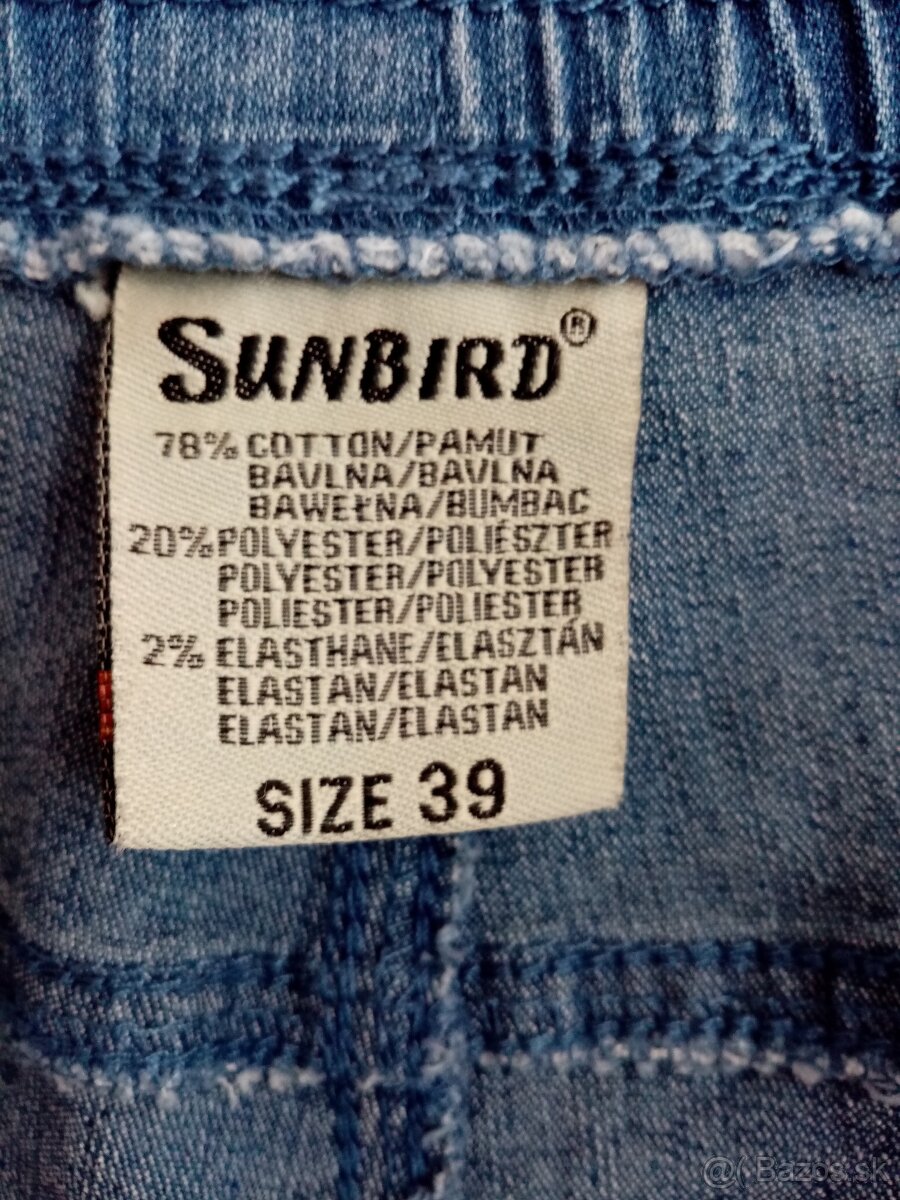 SUNBIRD®
78% COTTON/PAMUT
BAVLNA/BAVLNA
BAWEŁNA/BUMBAC
20% POLYESTER/POLIÉSZTER
POLYESTER/POLYESTER
POLIESTER/POLIESTER
2% ELASTHANE/ELASZTÁN
ELASTAN/ELASTAN
ELASTAN/ELASTAN
SIZE 39
@( Bazos.sk